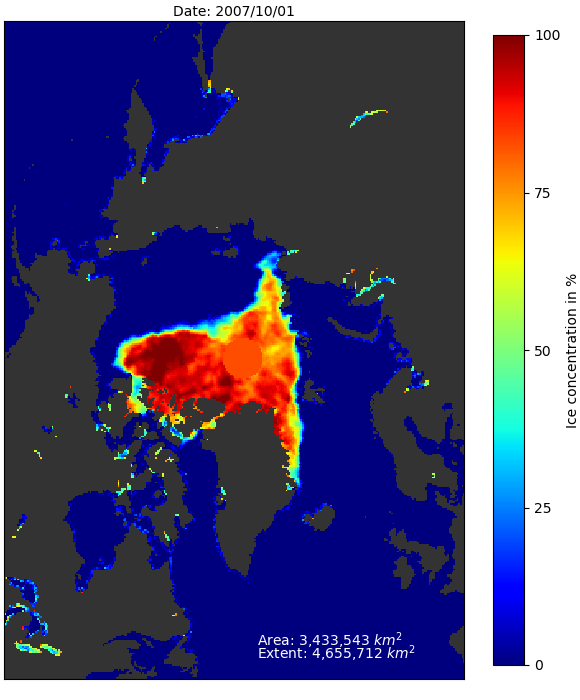 Date: 2007/10/01
100
75
50
25
0
Ice concentration in %
Area: 3,433,543 km²
Extent: 4,655,712 km²